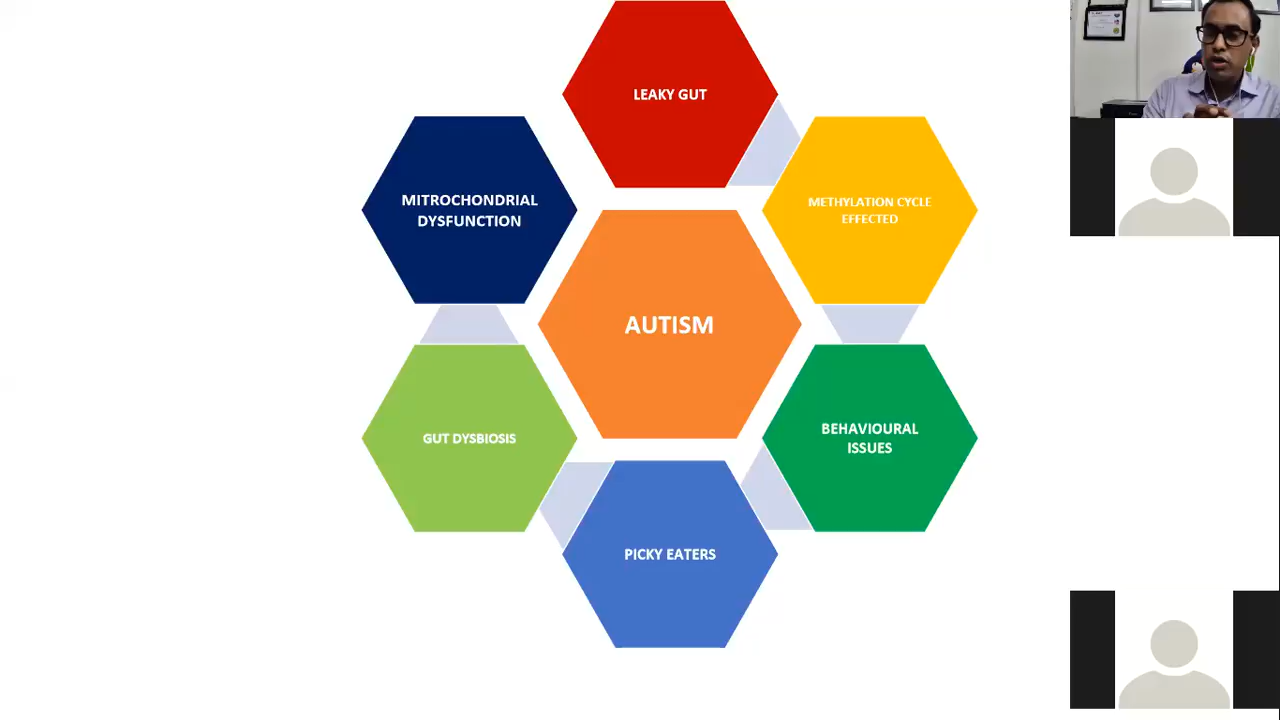 LEAKY GUT
METHYLATION CYCLE
EFFECTED
BEHAVIOURAL
ISSUES
PICKY EATERS
GUT DYSBIOSIS
MITROCHONDRIAL
DYSFUNCTION
AUTISM